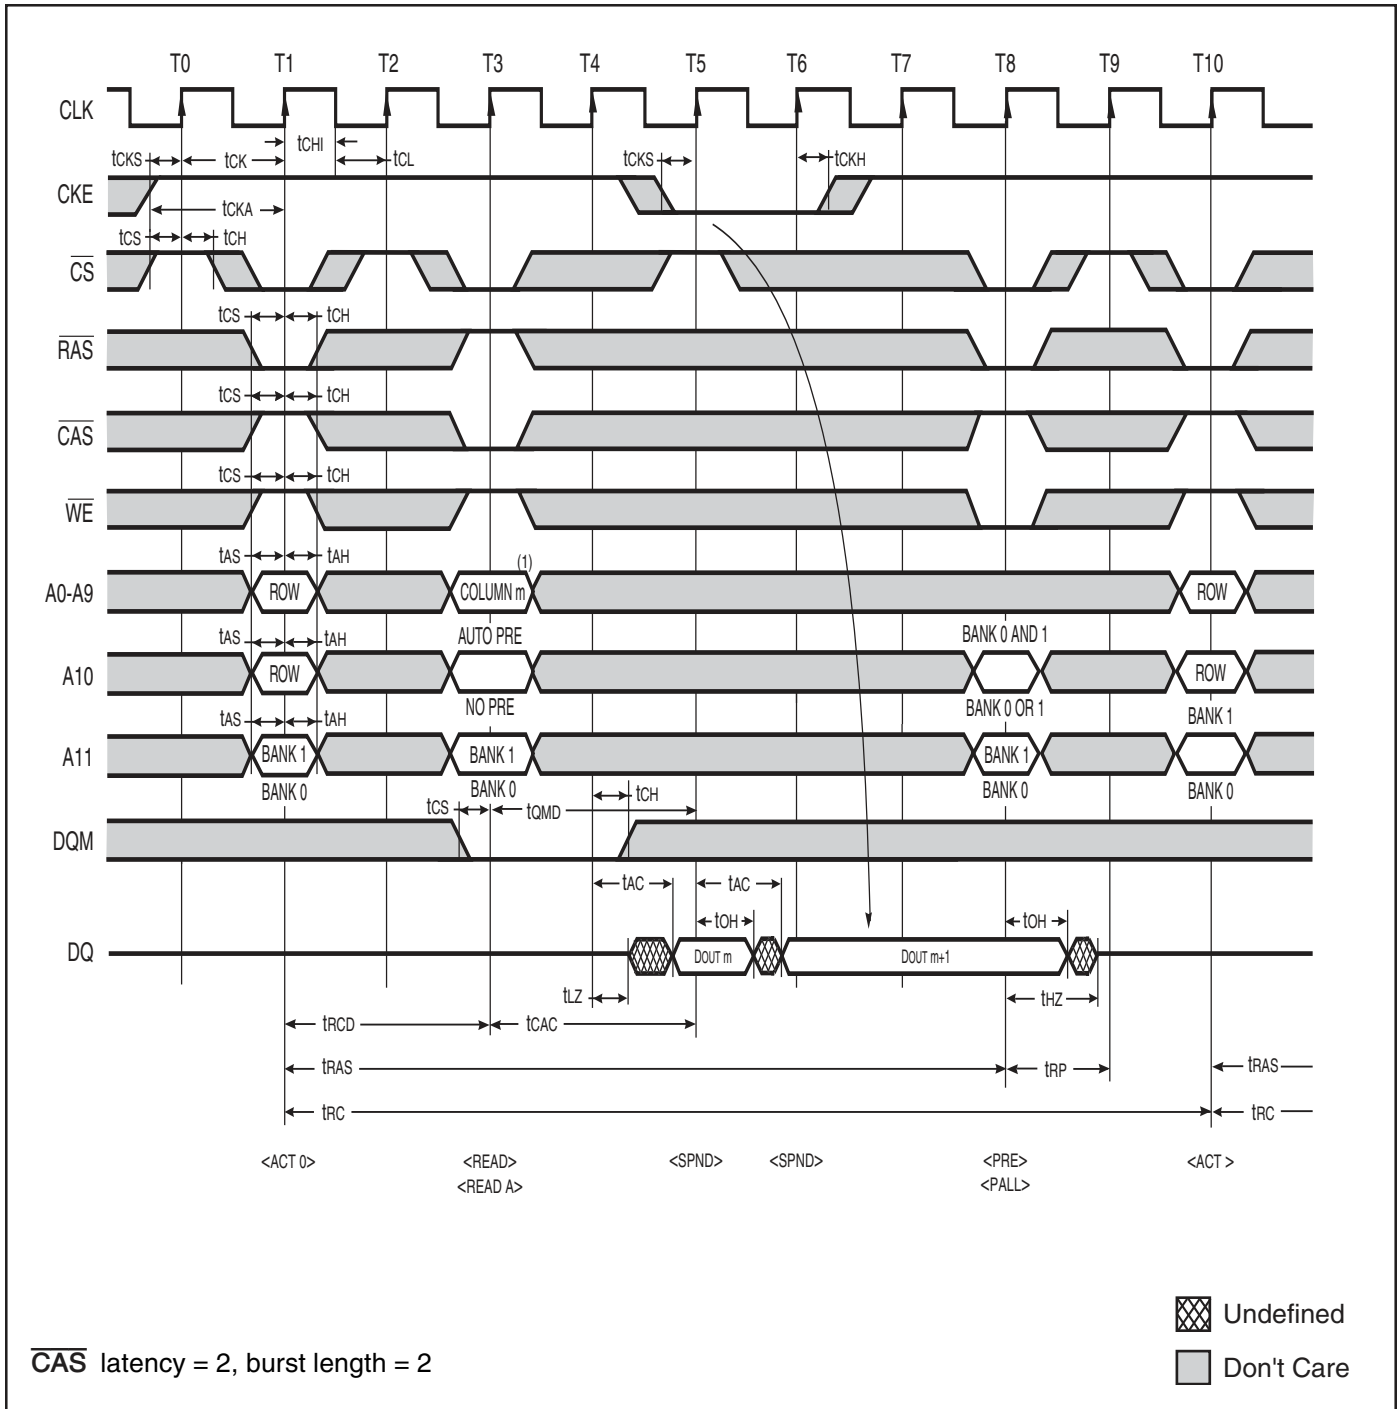 T0 T1 T2 T3 T4 T5 T6 T7 T8 T9 T10
CLK
tCHI
tCKS tCK tCL tCKS tCKH
CKE
tCKA
tCS tCH
CS
tCS tCH
RAS
tCS tCH
CAS
tCS tCH
WE
tAS tAH (1)
A0-A9 ROW COLUMN m ROW
tAS tAH AUTO PRE BANK 0 AND 1
A10 ROW ROW
NO PRE BANK 0 OR 1 BANK 1
tAS tAH
A11 BANK 1 BANK 1 BANK 1
BANK 0 BANK 0 BANK 0 BANK 0
tCS tQMD tCH
DQM
tAC tAC
tOH tOH
DQ DOUT m DOUT m+1
tLZ tHZ
tRCD tCAC
tRAS tRP tRAS
tRC tRC
<ACT 0> <READ> <SPND> <SPND> <PRE> <ACT >
<READ A> <PALL>
Undefined
CAS latency = 2, burst length = 2
Don't Care